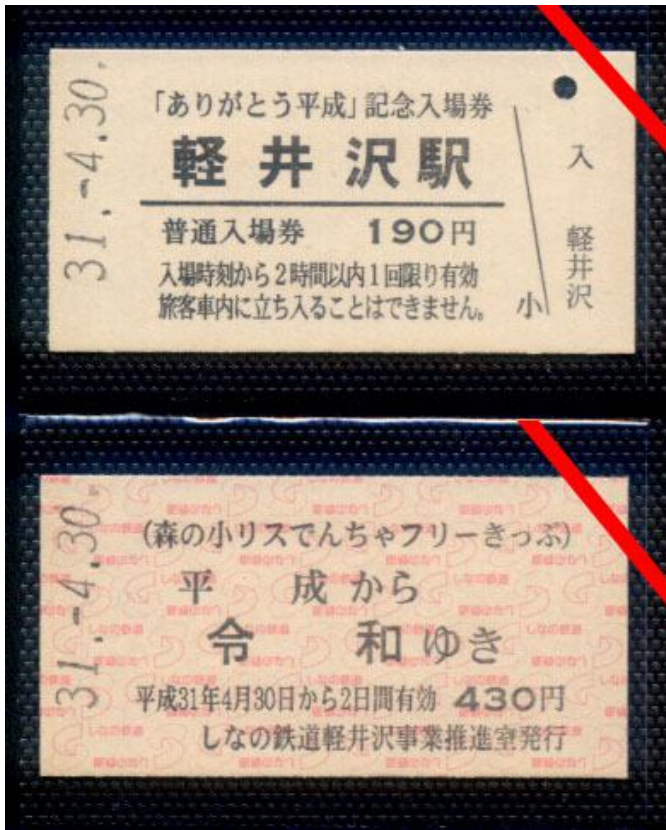 31.-4.30.
「ありがとう平成」記念入場券
軽井沢駅
普通入場券 190円
入場時刻から2時間以内1回限り有効
旅客車内に立ち入ることはできません。
小
入
軽井沢
31.-4.30.
(森の小リスでんちゃフリーきっぷ)
平 成から
令 和ゆき
平成31年4月30日から2日間有効 430円
しなの鉄道軽井沢事業推進室発行